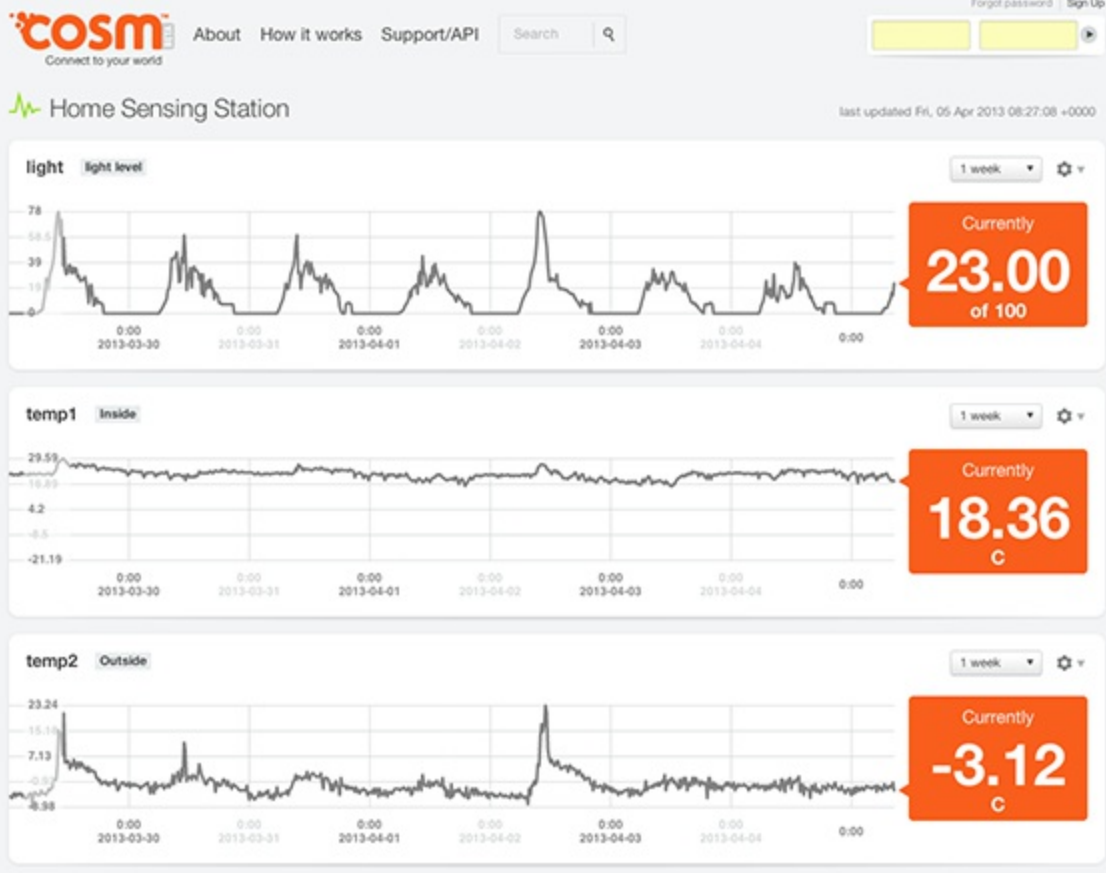 Forgot password | Sign Up
COSM™
Connect to your world
About How it works Support/API Search
Home Sensing Station
last updated Fri, 05 Apr 2013 08:27:08 +0000
light light level 1 week
78
58.5
39
19
0
0:00 0:00 0:00 0:00 0:00 0:00 0:00
2013-03-30 2013-03-31 2013-04-01 2013-04-02 2013-04-03 2013-04-04
Currently
23.00
of 100
temp1 Inside 1 week
29.59
16.89
4.2
-8.5
-21.19
0:00 0:00 0:00 0:00 0:00 0:00 0:00
2013-03-30 2013-03-31 2013-04-01 2013-04-02 2013-04-03 2013-04-04
Currently
18.36
C
temp2 Outside 1 week
23.24
7.13
0:00 0:00 0:00 0:00 0:00 0:00 0:00
2013-03-30 2013-03-31 2013-04-01 2013-04-02 2013-04-03 2013-04-04
Currently
-3.12
C